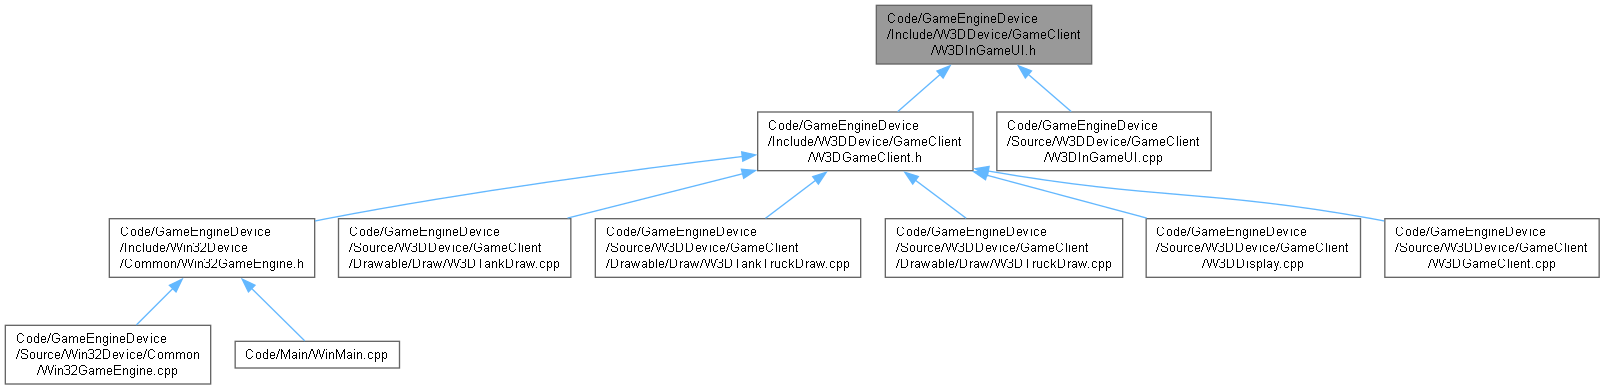 Code/GameEngineDevice
/Include/W3DDevice/GameClient
/W3DInGameUI.h
Code/GameEngineDevice
/Include/W3DDevice/GameClient
/W3DGameClient.h
Code/GameEngineDevice
/Source/W3DDevice/GameClient
/W3DInGameUI.cpp
Code/GameEngineDevice
/Include/Win32Device
/Common/Win32GameEngine.h
Code/GameEngineDevice
/Source/W3DDevice/GameClient
/Drawable/Draw/W3DTankDraw.cpp
Code/GameEngineDevice
/Source/W3DDevice/GameClient
/Drawable/Draw/W3DTankTruckDraw.cpp
Code/GameEngineDevice
/Source/W3DDevice/GameClient
/Drawable/Draw/W3DTruckDraw.cpp
Code/GameEngineDevice
/Source/W3DDevice/GameClient
/W3DDisplay.cpp
Code/GameEngineDevice
/Source/W3DDevice/GameClient
/W3DGameClient.cpp
Code/GameEngineDevice
/Source/Win32Device/Common
/Win32GameEngine.cpp
Code/Main/WinMain.cpp